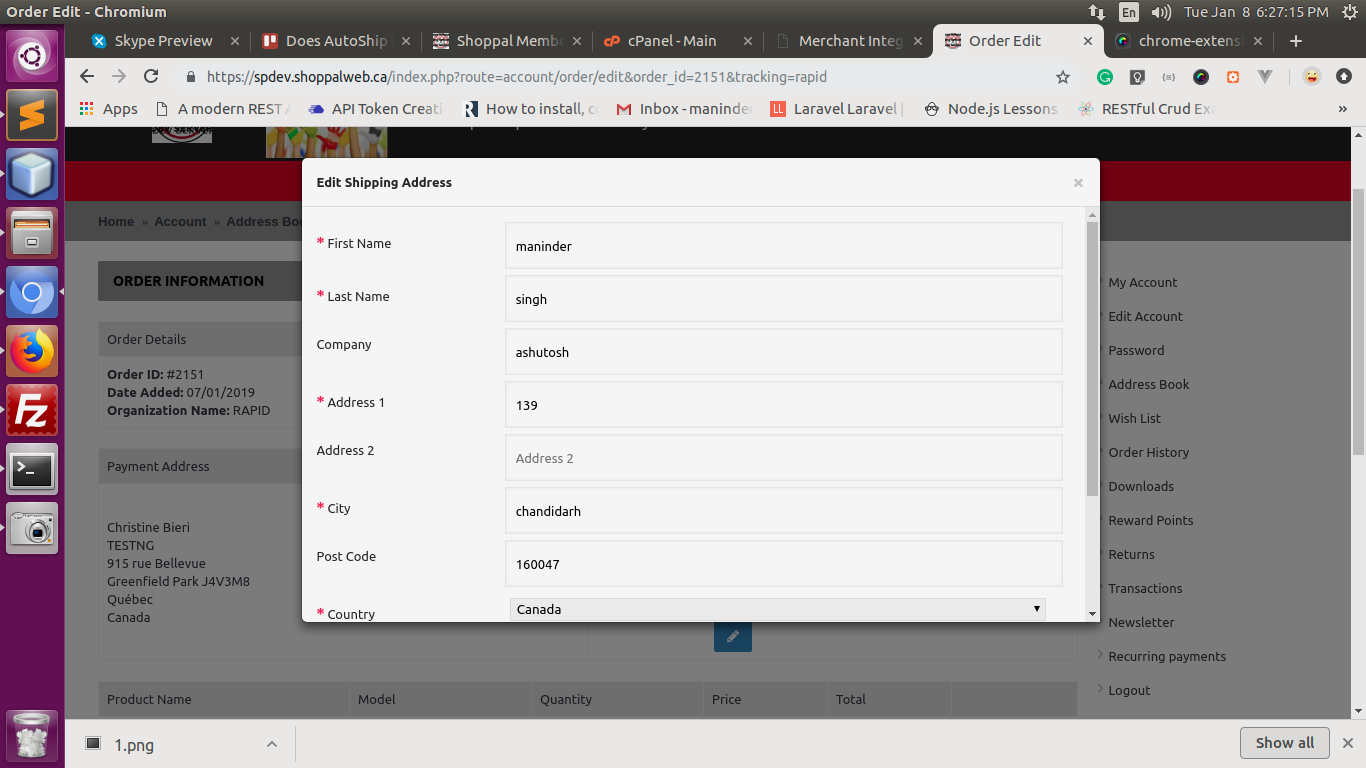 Order Edit - Chromium
En
Tue Jan 8 6:27:15 PM
Skype Preview
Does AutoShip
Shoppal Memb
cPanel - Main
Merchant Integ
Order Edit
chrome-extensi
https://spdev.shoppalweb.ca/index.php?route=account/order/edit&order_id=2151&tracking=rapid
Apps
A modern REST A
API Token Creati
How to install, c
Inbox - maninde
Laravel Laravel |
Node.js Lessons
RESTful Crud Exa
»
Home » Account » Address Boo
Edit Shipping Address
×
* First Name
maninder
* Last Name
singh
Company
ashutosh
* Address 1
139
Address 2
Address 2
* City
chandidarh
Post Code
160047
* Country
Canada
ORDER INFORMATION
Order Details
Order ID: #2151
Date Added: 07/01/2019
Organization Name: RAPID
Payment Address
Christine Bieri
TESTNG
915 rue Bellevue
Greenfield Park J4V3M8
Québec
Canada
Product Name
Model
Quantity
Price
Total
My Account
Edit Account
Password
Address Book
Wish List
Order History
Downloads
Reward Points
Returns
Transactions
Newsletter
Recurring payments
Logout
1.png
Show all